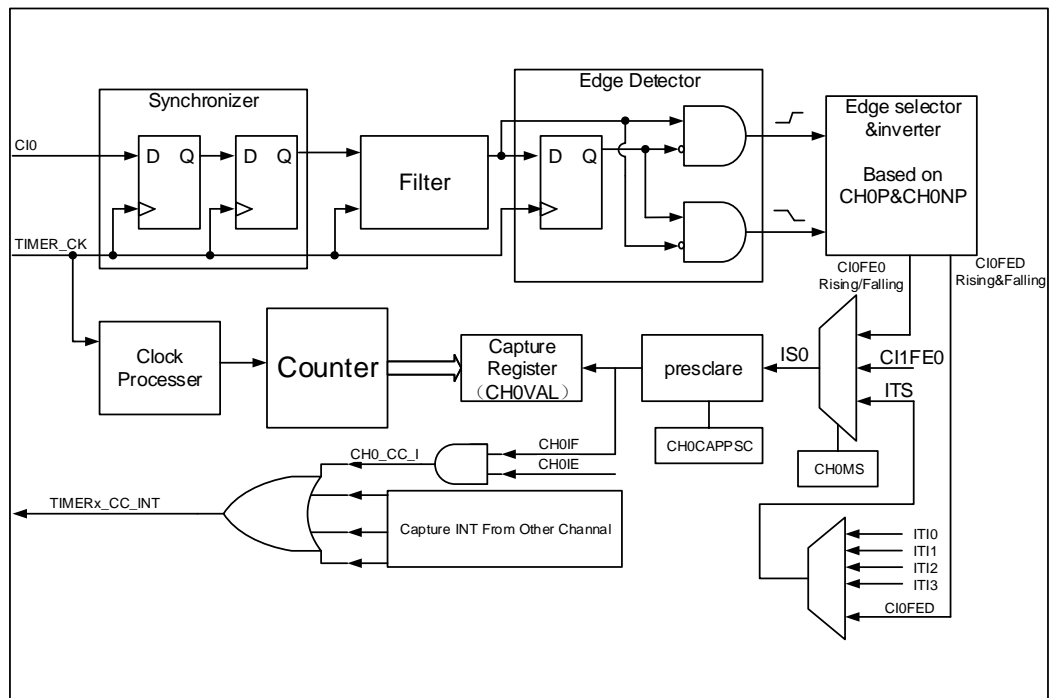 Edge Detector
Synchronizer
Edge selector
&inverter
Based on
CH0P&CH0NP
CI0
D Q
D Q
Filter
D Q
TIMER_CK
CI0FE0
Rising/Falling
CI0FED
Rising&Falling
Clock
Processer
Counter
Capture
Register
（CH0VAL）
presclare
IS0
CI1FE0
ITS
CH0CAPPSC
CH0MS
CH0IF
CH0_CC_I
CH0IE
TIMERx_CC_INT
Capture INT From Other Channel
ITI0
ITI1
ITI2
ITI3
CI0FED